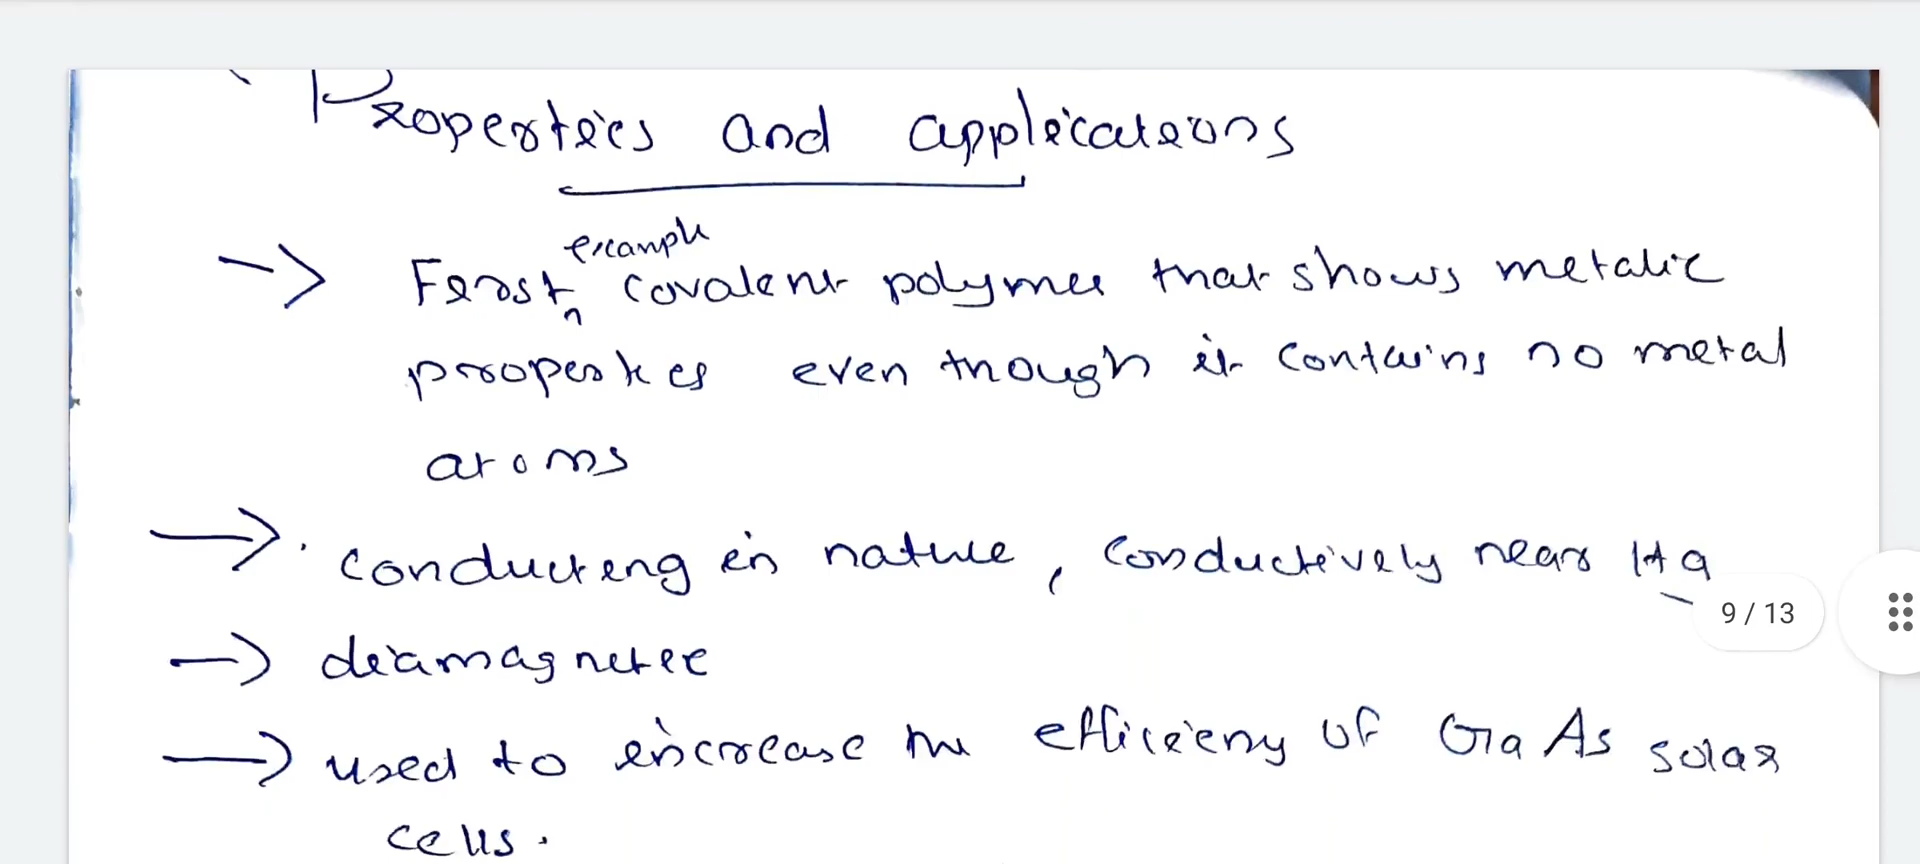 Properties and applications
First example covalent polymer that shows metalic
properties even though it contains no metal
atoms
→ conducting in nature, conductively near Hg
→ diamagnetic
→ used to increase the efficieny of GaAs solar
cells.
9 / 13